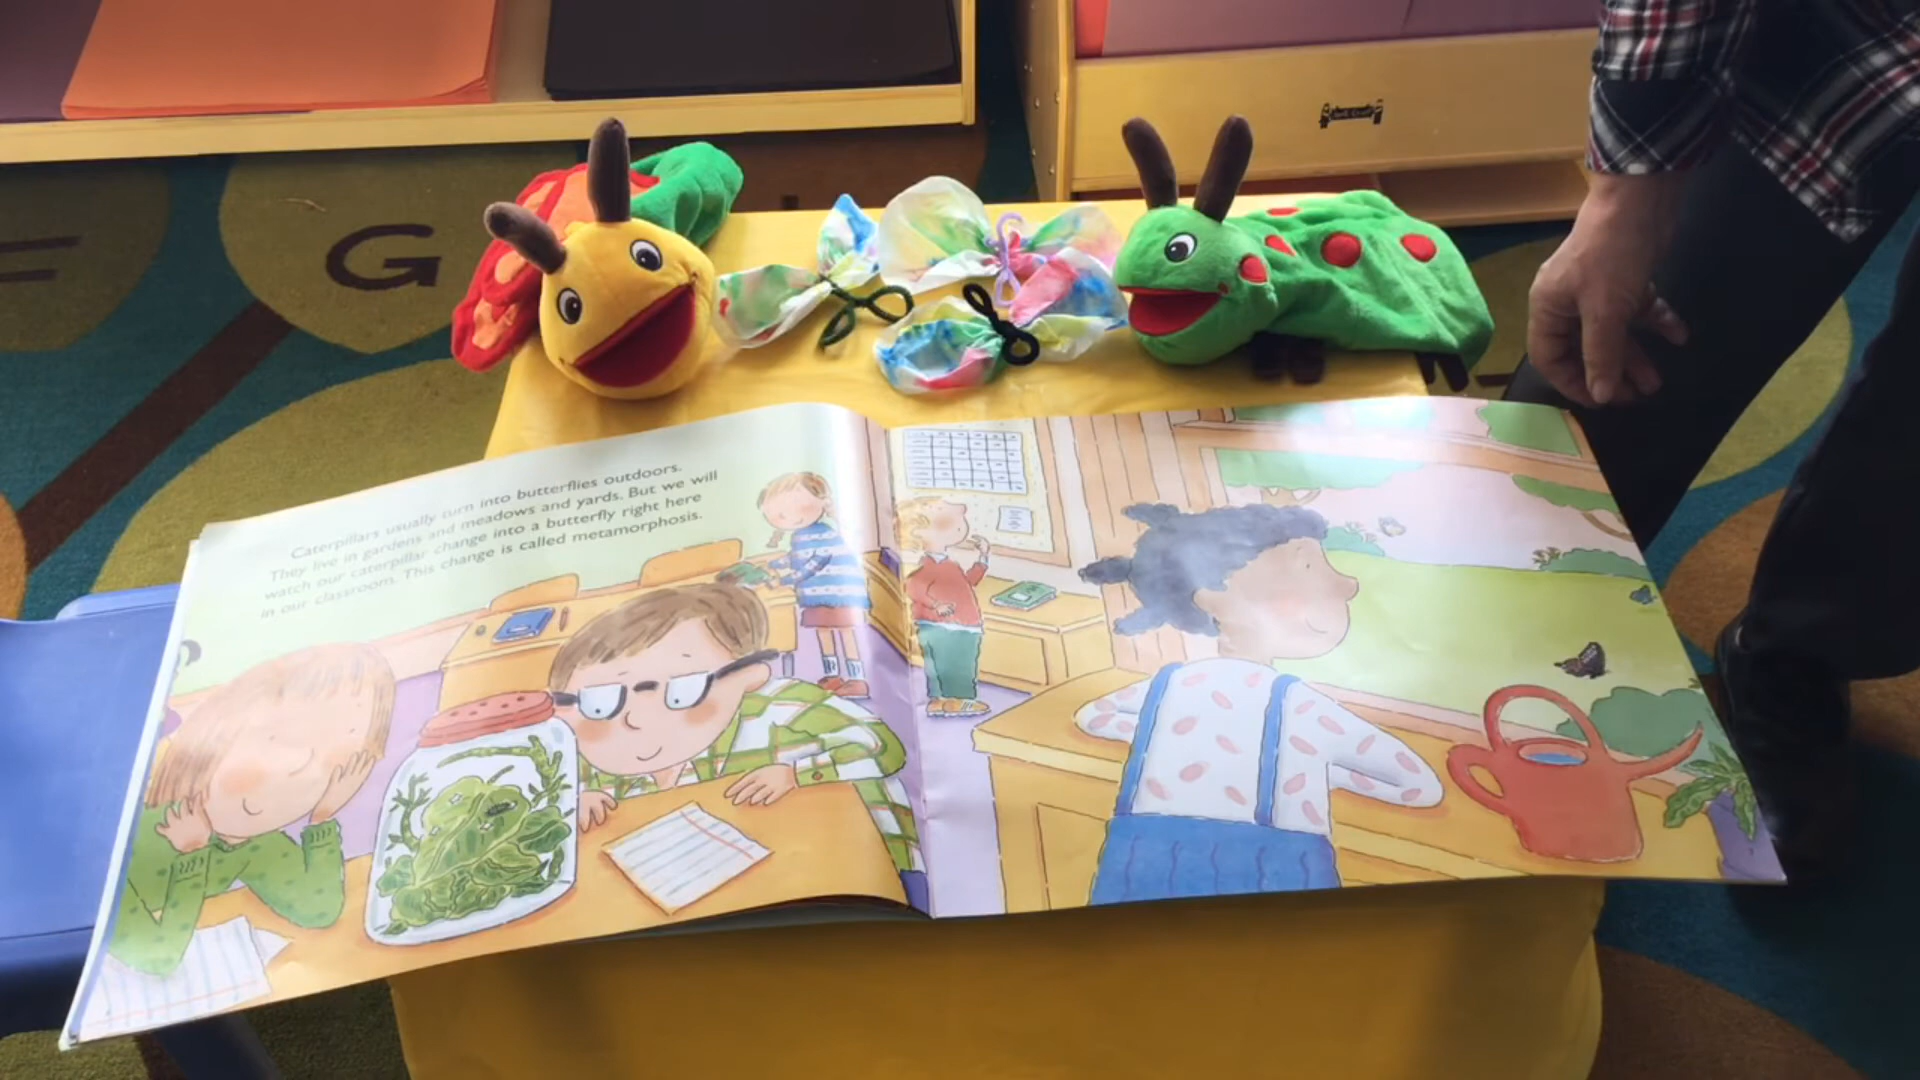 G
Caterpillars usually turn into butterflies outdoors.
They live in gardens and meadows and yards. But we will
watch our caterpillar change into a butterfly right here
in our classroom. This change is called metamorphosis.